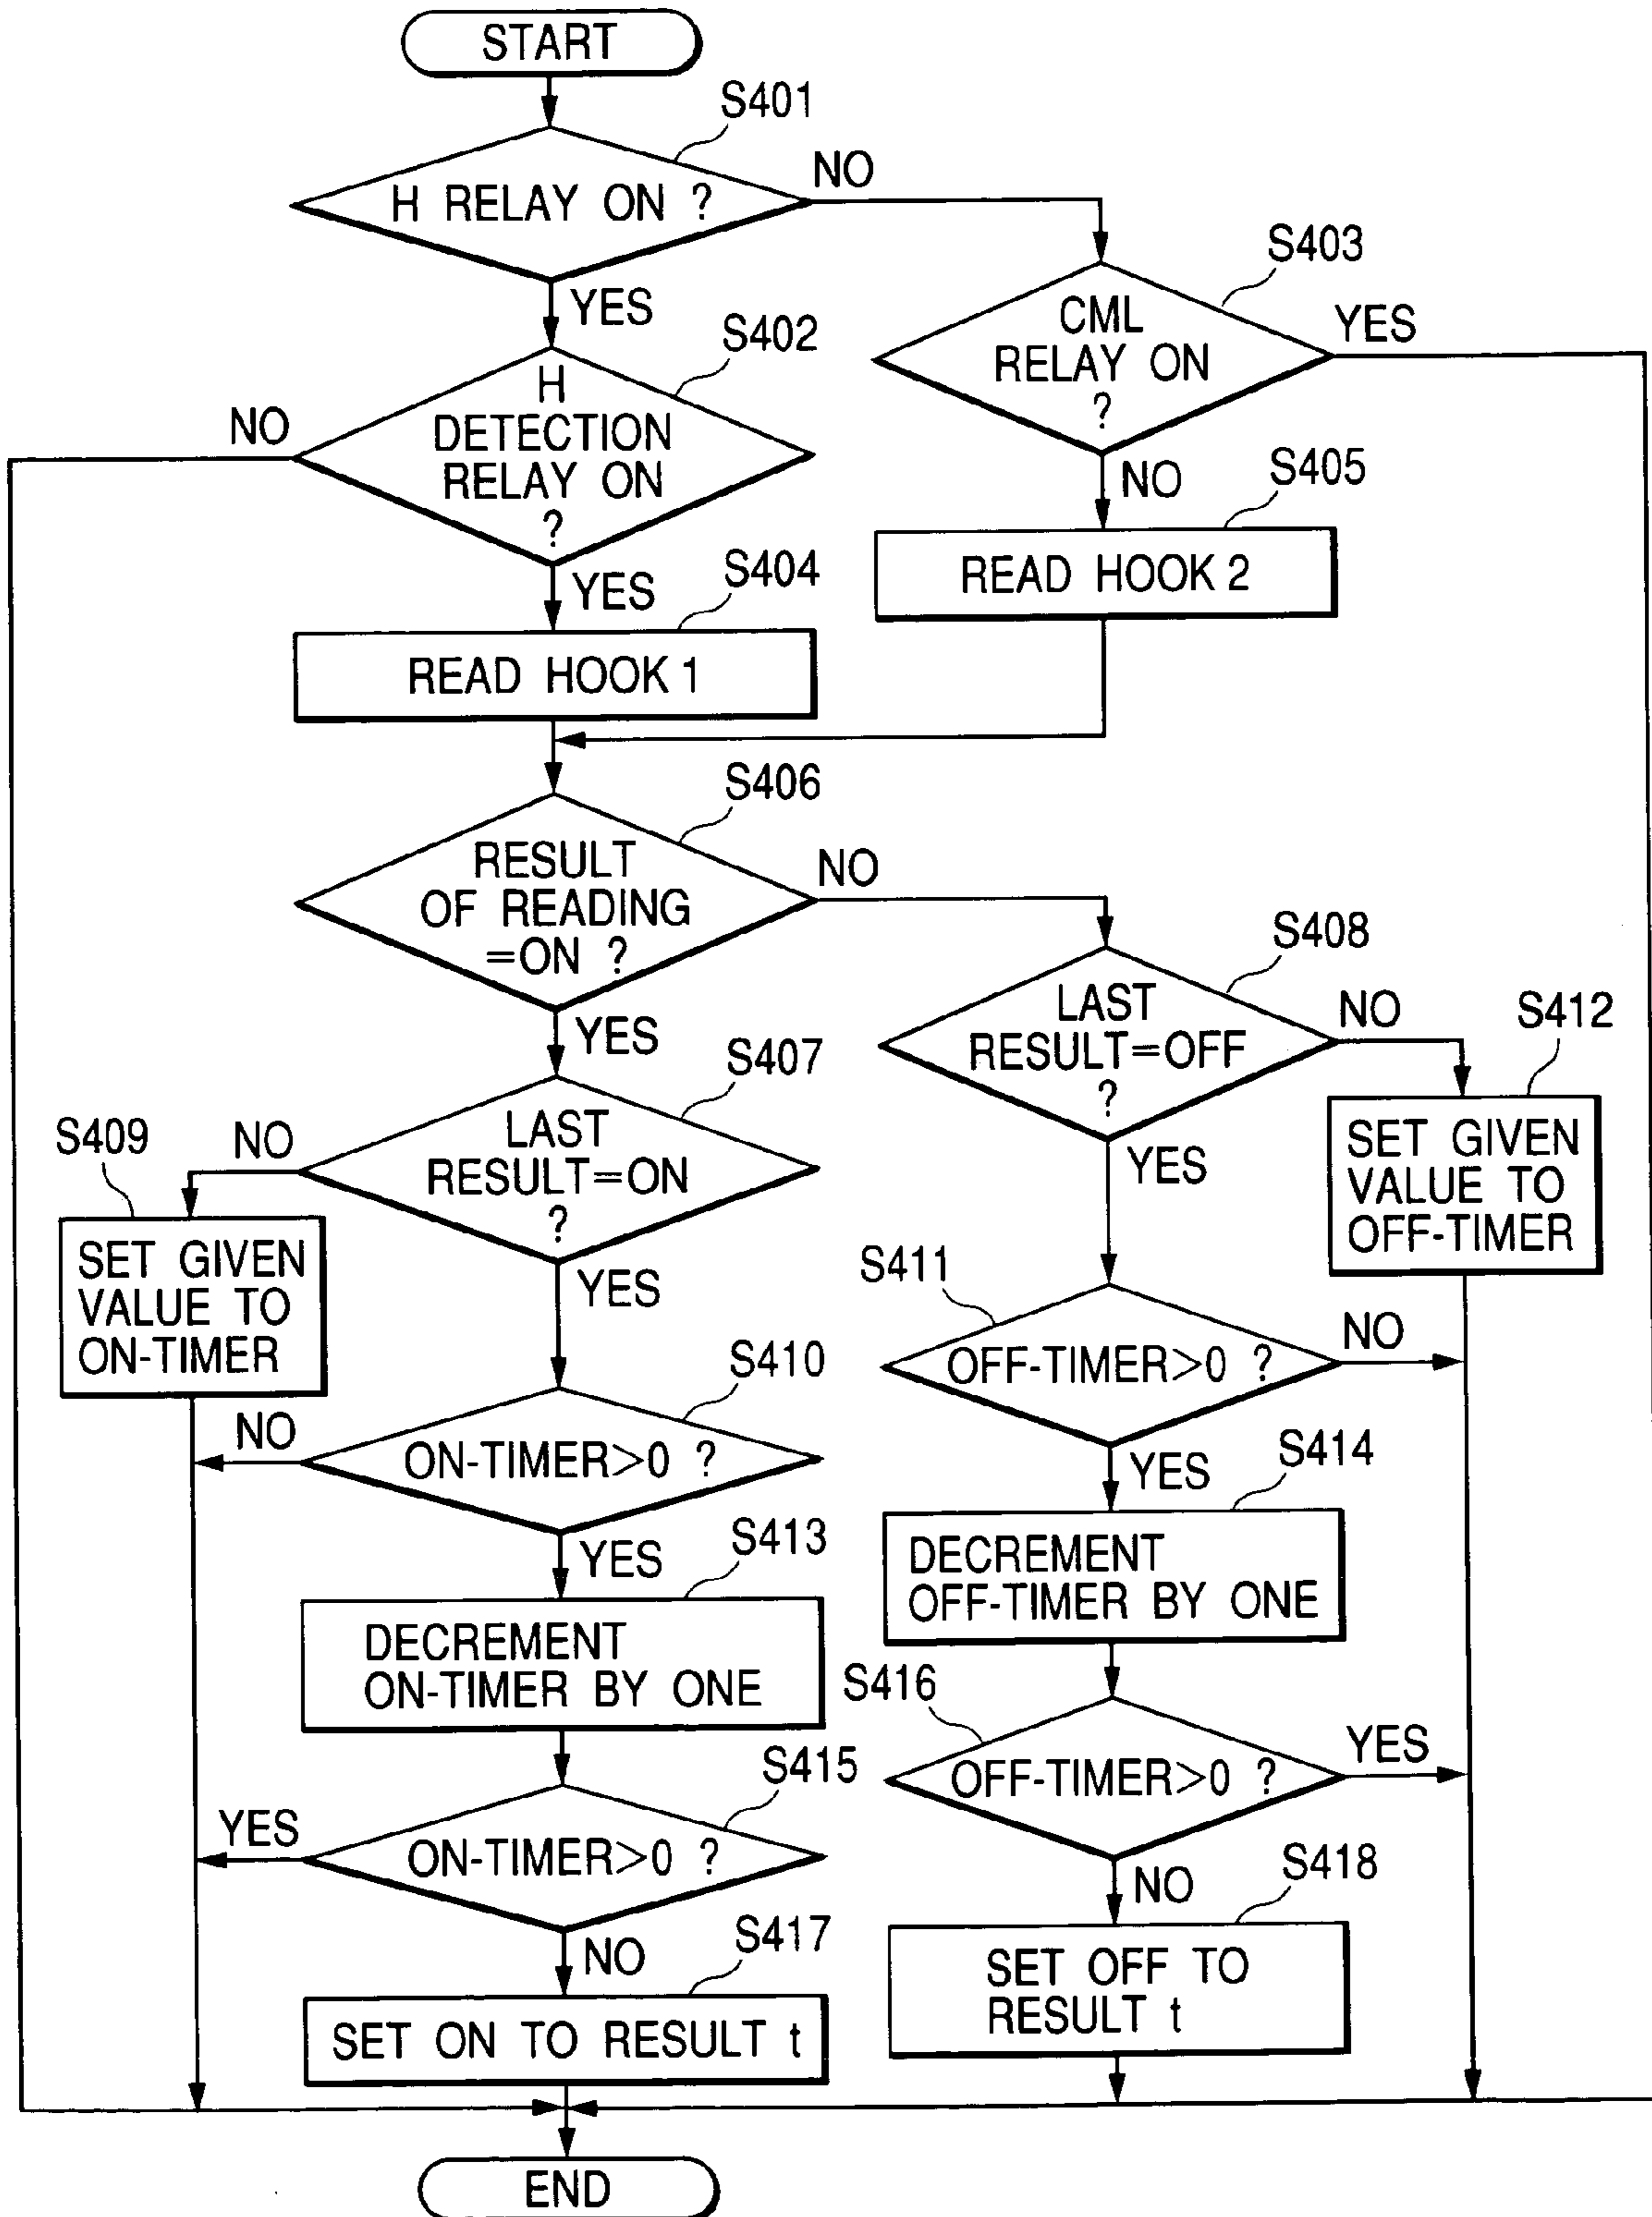 START
S401
H RELAY ON ?
NO
YES
S403
CML
RELAY ON
?
YES
NO
S402
H
DETECTION
RELAY ON
?
NO
YES
S405
READ HOOK 2
S404
READ HOOK 1
S406
RESULT
OF READING
=ON ?
NO
YES
S408
LAST
RESULT=OFF
?
NO
YES
S412
SET GIVEN
VALUE TO
OFF-TIMER
S407
LAST
RESULT=ON
?
NO
YES
S409
SET GIVEN
VALUE TO
ON-TIMER
S411
OFF-TIMER>0 ?
NO
YES
S410
ON-TIMER>0 ?
NO
YES
S414
DECREMENT
OFF-TIMER BY ONE
S413
DECREMENT
ON-TIMER BY ONE
S416
OFF-TIMER>0 ?
YES
NO
S415
ON-TIMER>0 ?
YES
NO
S418
SET OFF TO
RESULT t
S417
SET ON TO RESULT t
END